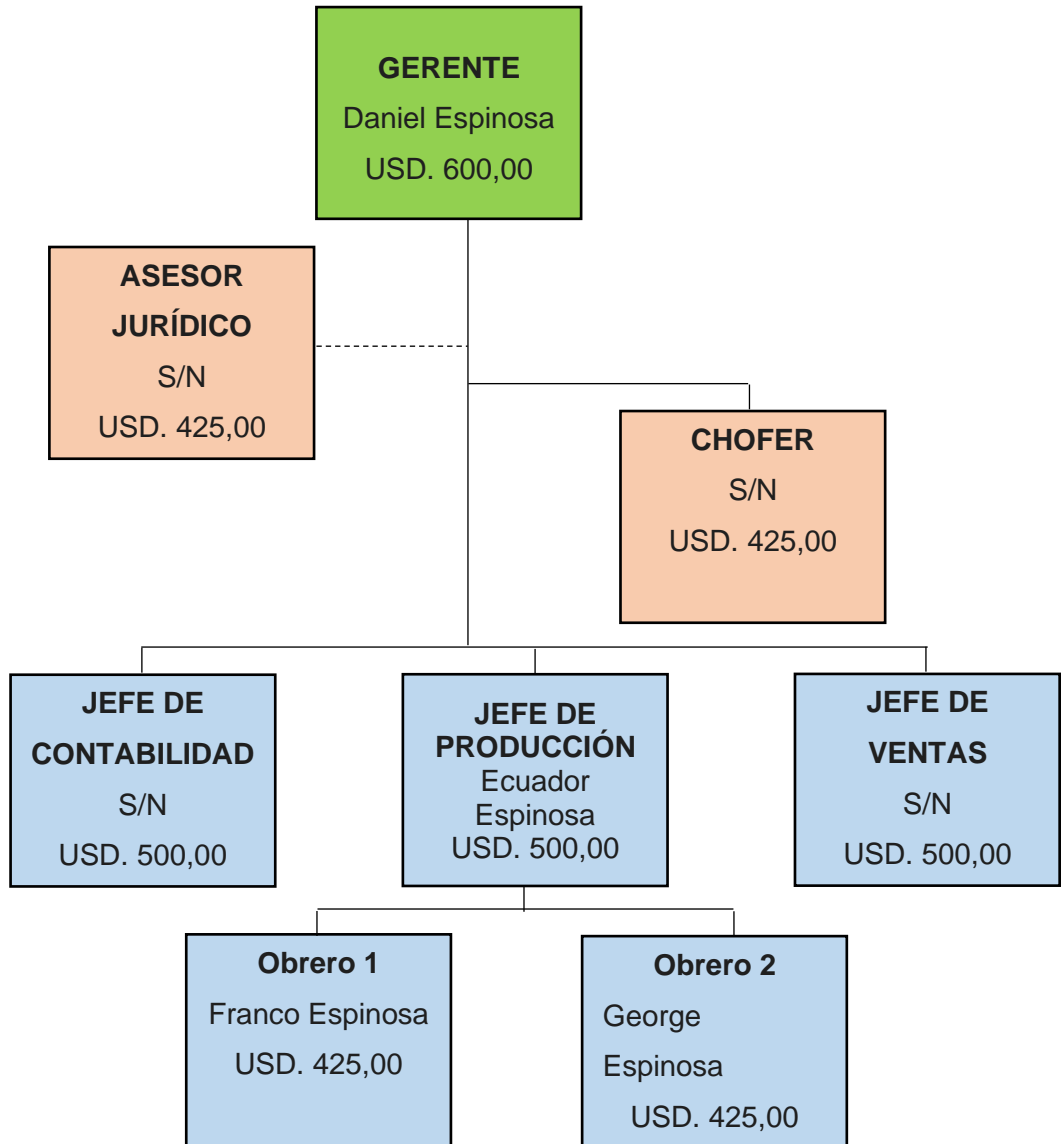 GERENTE
Daniel Espinosa
USD. 600,00
ASESOR
JURÍDICO
S/N
USD. 425,00
CHOFER
S/N
USD. 425,00
JEFE DE
CONTABILIDAD
S/N
USD. 500,00
JEFE DE
PRODUCCIÓN
Ecuador
Espinosa
USD. 500,00
JEFE DE
VENTAS
S/N
USD. 500,00
Obrero 1
Franco Espinosa
USD. 425,00
Obrero 2
George
Espinosa
USD. 425,00